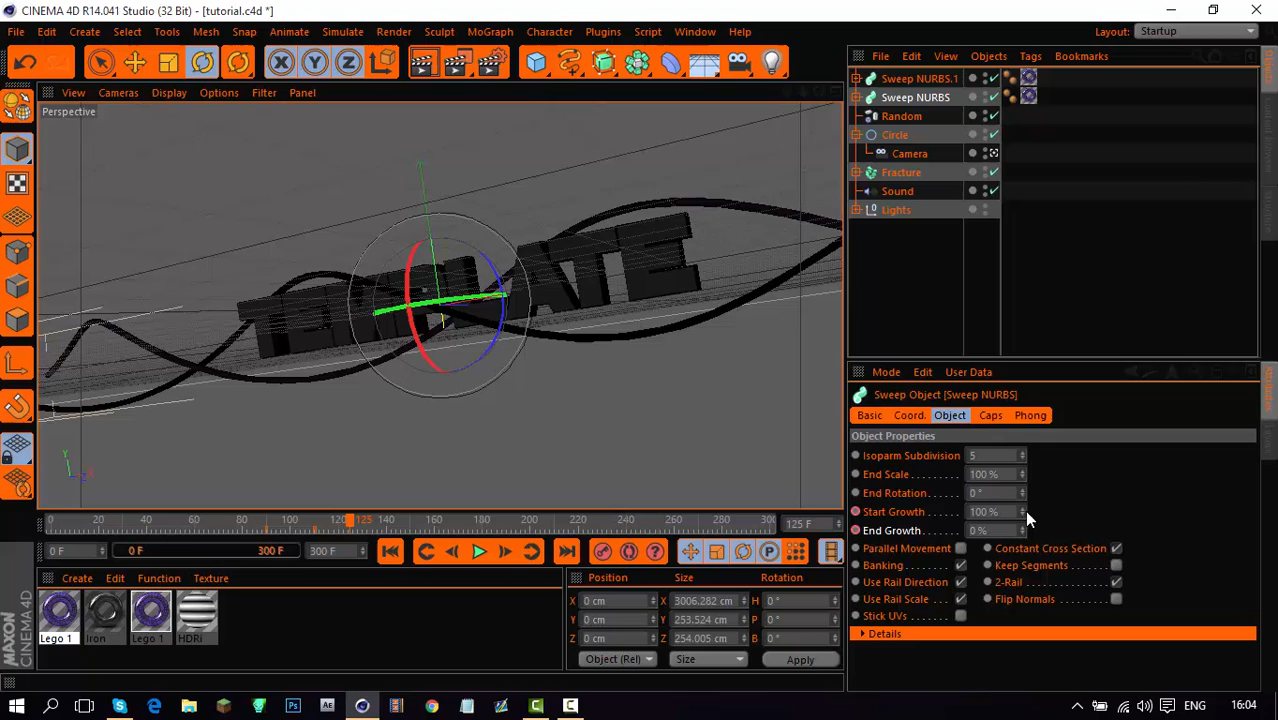 CINEMA 4D R14.041 Studio (32 Bit) - [tutorial.c4d *]
File Edit Create Select Tools Mesh Snap Animate Simulate Render Sculpt MoGraph Character Plugins Script Window Help
Layout: Startup
View Cameras Display Options Filter Panel
Perspective
File Edit View Objects Tags Bookmarks
Sweep NURBS.1
Sweep NURBS
Random
Circle
Camera
Fracture
Sound
Lights
Y X Z
Mode Edit User Data
Sweep Object [Sweep NURBS]
Basic Coord. Object Caps Phong
Object Properties
Isoparm Subdivision 5
End Scale 100 %
End Rotation 0 °
Start Growth 100 %
End Growth 0 %
Parallel Movement Constant Cross Section
Banking Keep Segments
Use Rail Direction 2-Rail
Use Rail Scale Flip Normals
Stick UVs
Details
0 20 40 60 80 100 120 125 140 160 180 200 220 240 260 280 300 125 F
0 F 0 F 300 F 300 F
Create Edit Function Texture
Lego 1 Iron Lego 1 HDRi
Position Size Rotation
X 0 cm X 3006.282 cm H 0 °
Y 0 cm Y 253.524 cm P 0 °
Z 0 cm Z 254.005 cm B 0 °
Object (Rel) Size Apply
MAXON
CINEMA 4D
16:04